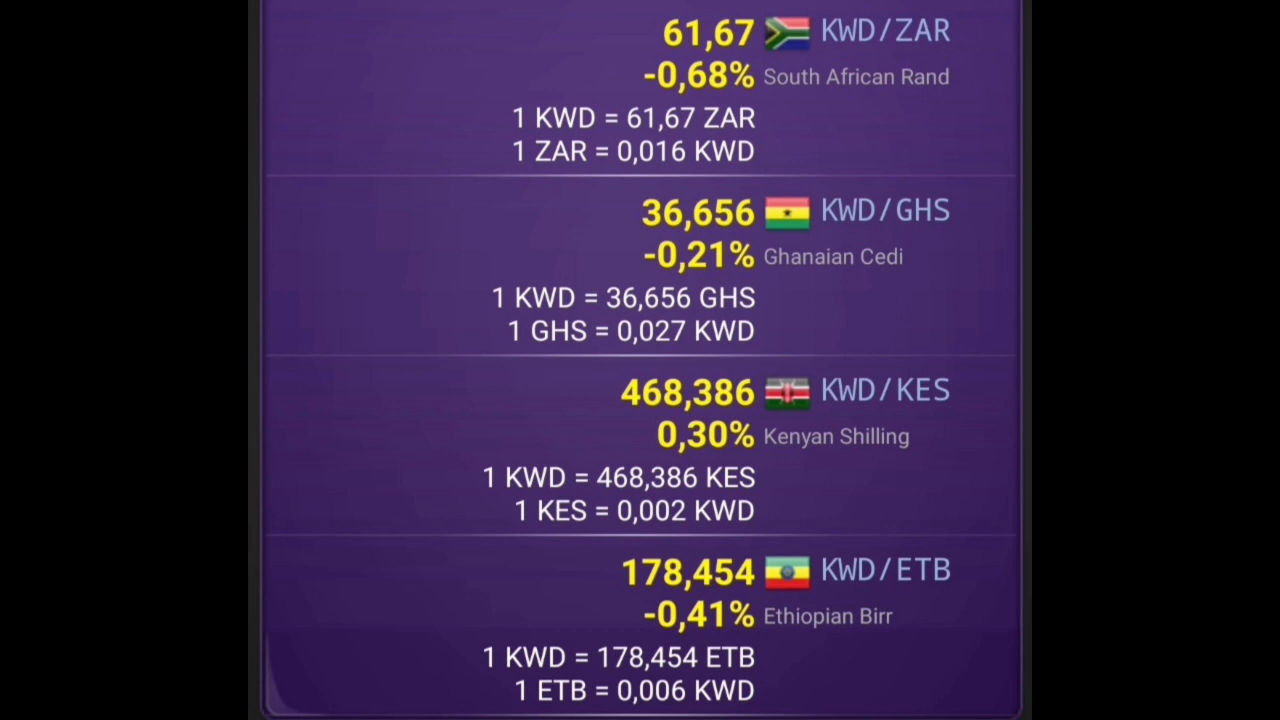 61,67 KWD/ZAR
-0,68% South African Rand
1 KWD = 61,67 ZAR
1 ZAR = 0,016 KWD
36,656 KWD/GHS
-0,21% Ghanaian Cedi
1 KWD = 36,656 GHS
1 GHS = 0,027 KWD
468,386 KWD/KES
0,30% Kenyan Shilling
1 KWD = 468,386 KES
1 KES = 0,002 KWD
178,454 KWD/ETB
-0,41% Ethiopian Birr
1 KWD = 178,454 ETB
1 ETB = 0,006 KWD